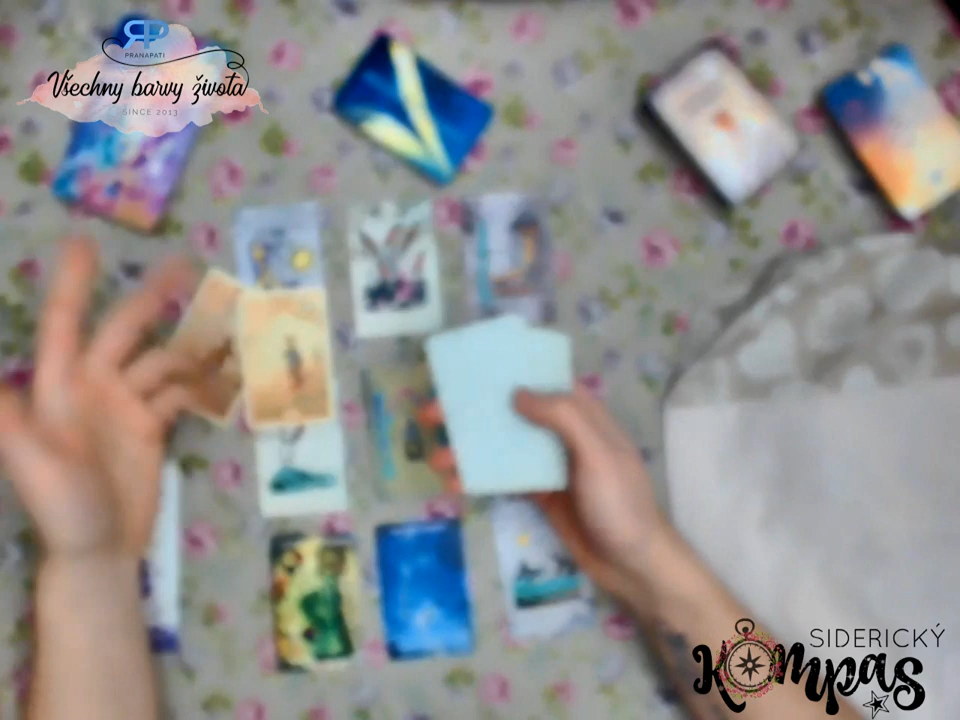 PRANAPATI
Všechny barvy života
SINCE 2013
SIDERICKÝ
Kompas